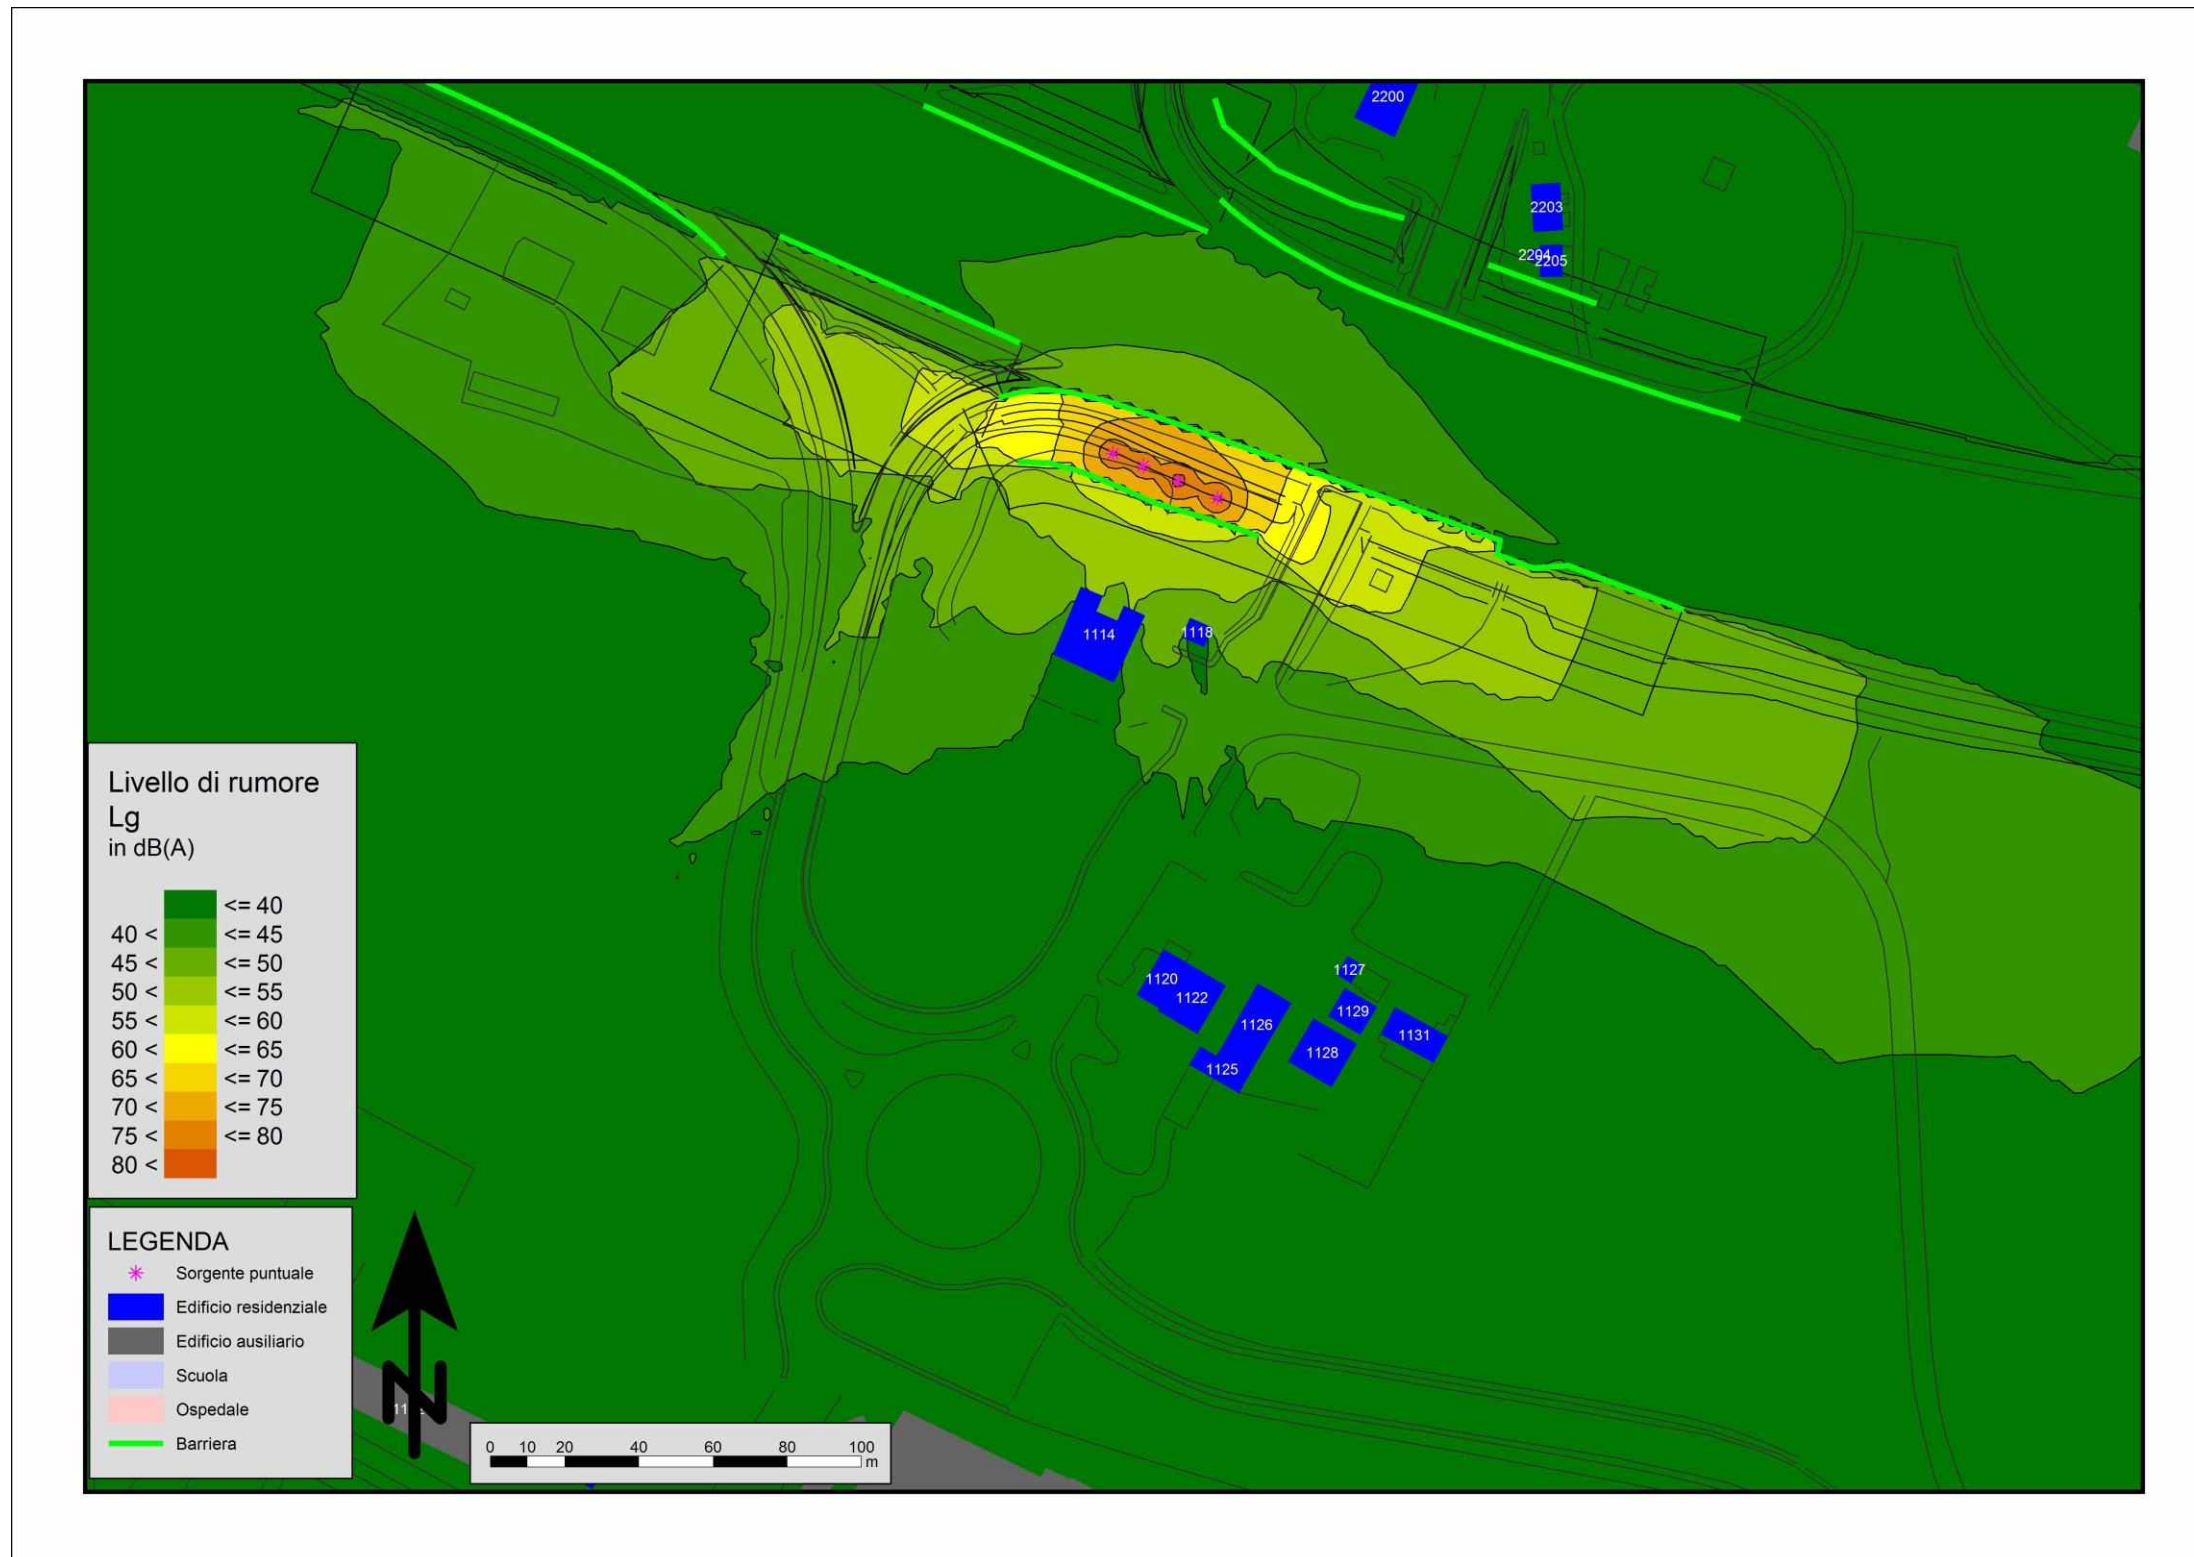 2200
2203
2204
2205
1114
1118
Livello di rumore
Lg
in dB(A)
<= 40
40 < <= 45
45 < <= 50
50 < <= 55
55 < <= 60
60 < <= 65
65 < <= 70
70 < <= 75
75 < <= 80
80 <
1120
1122
1127
1129
1126
1131
1128
1125
LEGENDA
Sorgente puntuale
Edificio residenziale
Edificio ausiliario
Scuola
Ospedale
Barriera
N
0 10 20 40 60 80 100
m